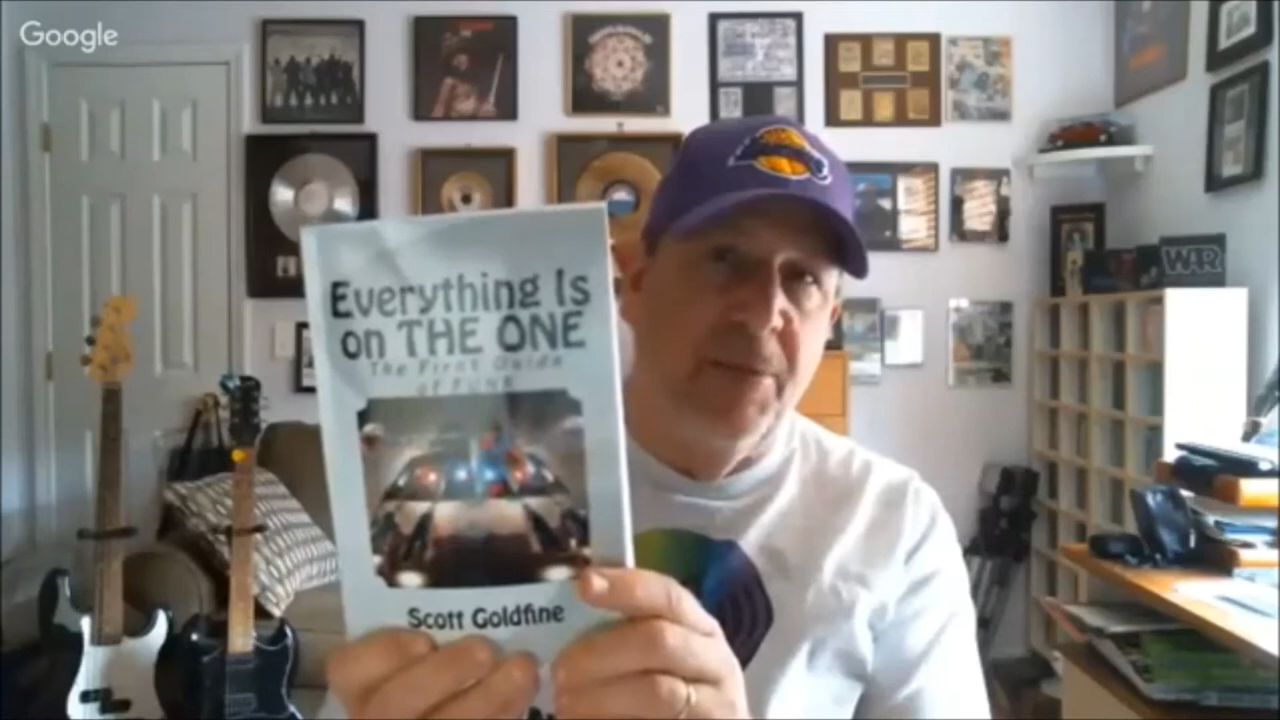 Google
WAR
Everything Is
on THE ONE
The First Guide
of FUNK
Scott Goldfine